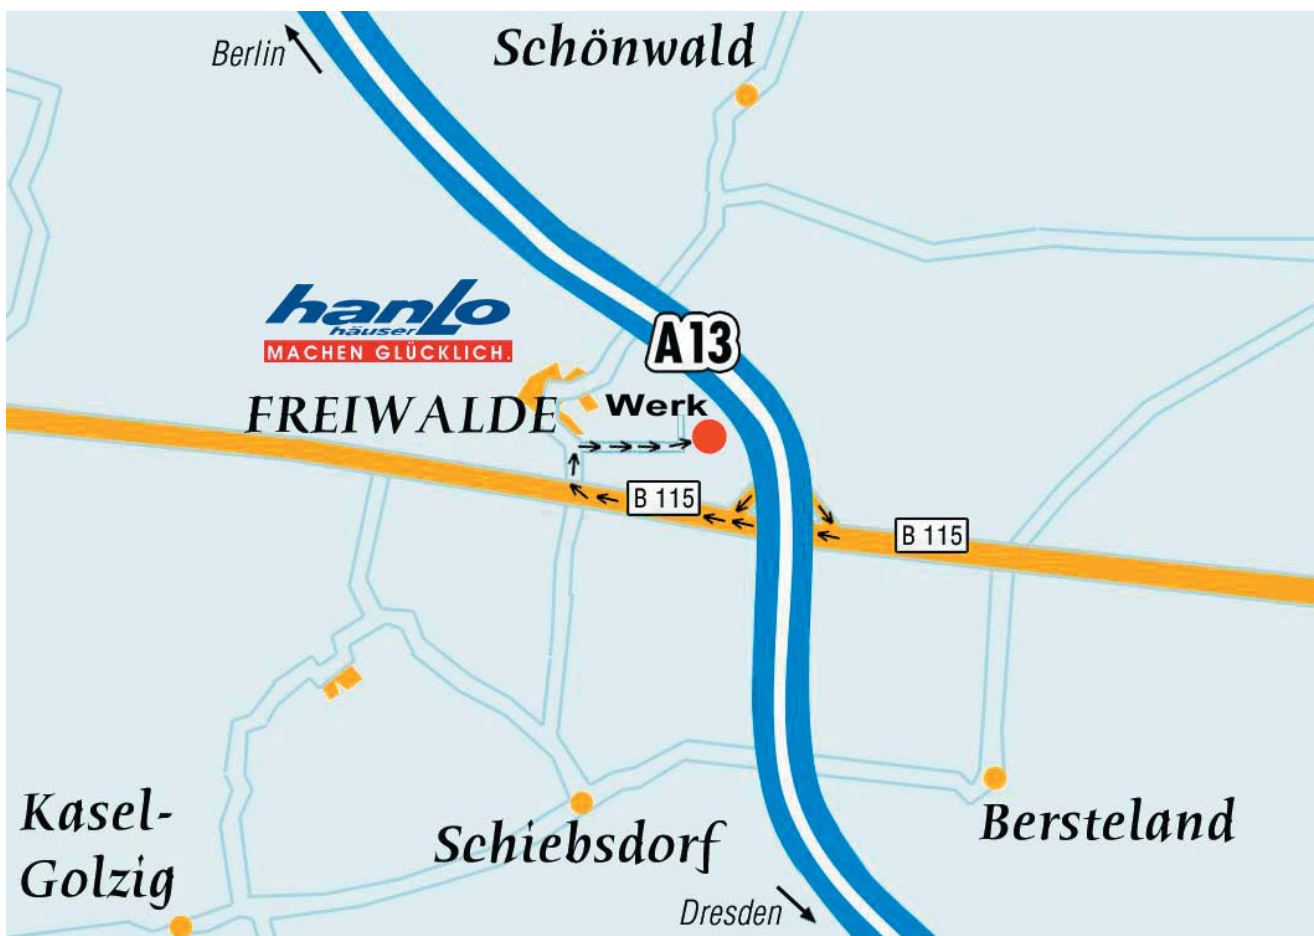 Berlin
Schönwald
hanLo
häuser
MACHEN GLÜCKLICH.
A13
FREIWALDE
Werk
B 115
B 115
Kasel-
Golzig
Schiebsdorf
Bersteland
Dresden